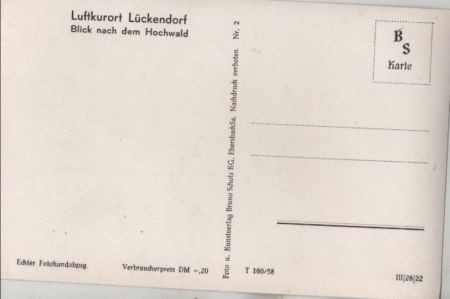 Luftkurort Lückendorf
Blick nach dem Hochwald
Foto u. Kunstverlag Bruno Scholz KG, Ebersbach/Sa. Nachdruck verboten. Nr. 2
B
S
Karte
Echter Fotohandabzug.
Verbraucherpreis DM -,20
T 160/58
III|28|22